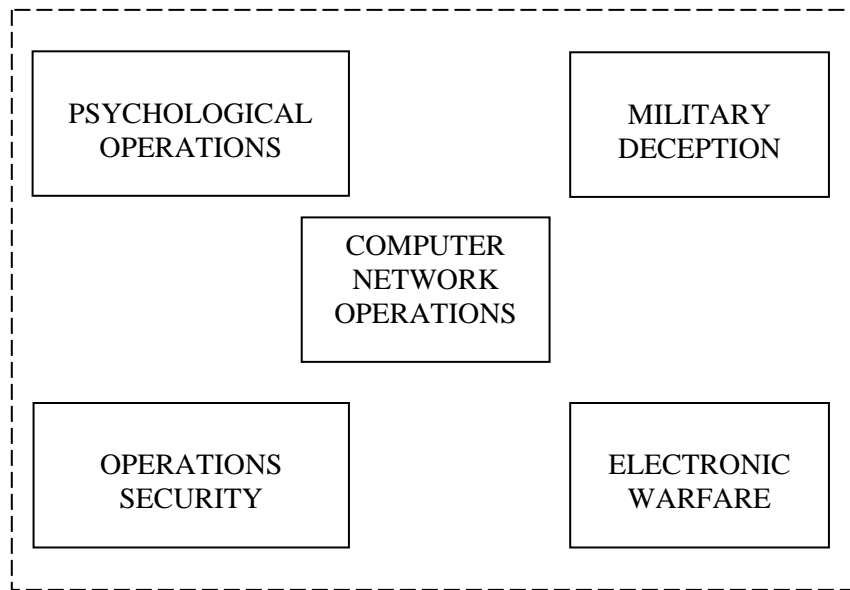 PSYCHOLOGICAL
OPERATIONS
MILITARY
DECEPTION
COMPUTER
NETWORK
OPERATIONS
OPERATIONS
SECURITY
ELECTRONIC
WARFARE